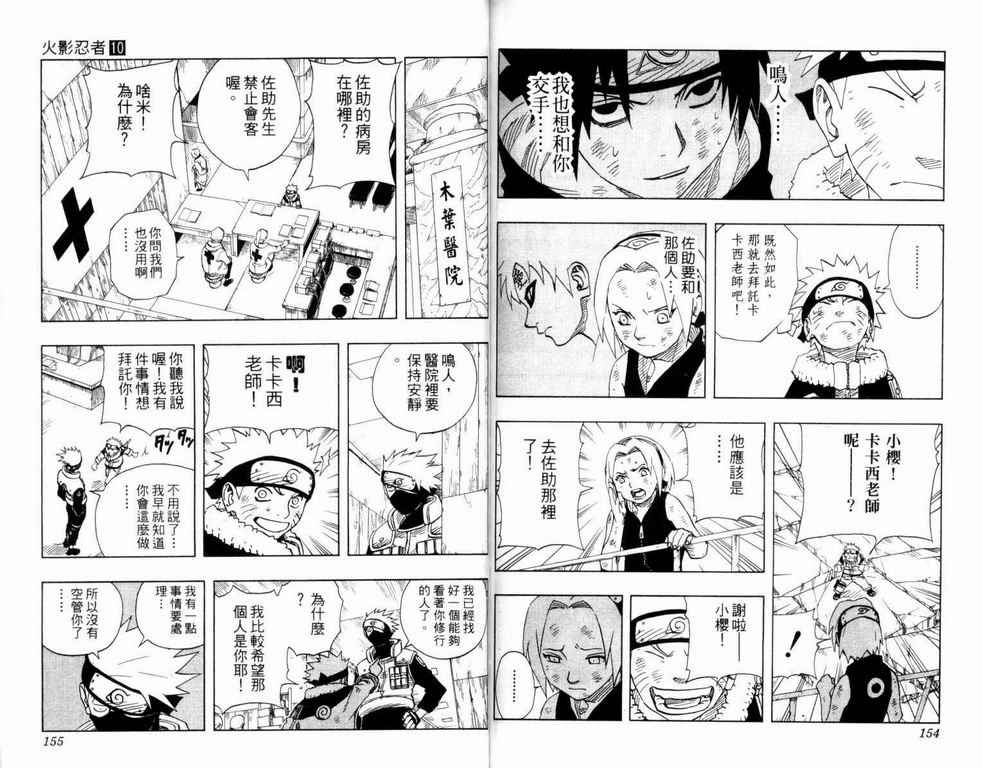 鳴人……
我也想和你
交手……
……
既然如此，
那就去拜託卡
卡西老師吧！
佐助要和
那個人…
小櫻！
卡卡西老師
呢——？
他應該是
……
去佐助那裡
了！
！
謝啦
小櫻！
……
154
火影忍者10
木葉醫院
佐助的病房
在哪裡？
佐助先生
禁止會客
喔。
啥米！
為什麼？
你問我們
也沒用啊
……
鳴人，
醫院裡要
保持安靜
啊！
卡卡西
老師！
你聽我說
喔！我有
件事情想
拜託你！
タッタッ
不用說了…
我早就知道
你會這麼做
……
我已經找
好一個能夠
看著你修行
的人了。
為什麼
？
我比較希望那
個人是你耶！
我有一點
事情要處
理…
所以沒有
空管你了
……
155